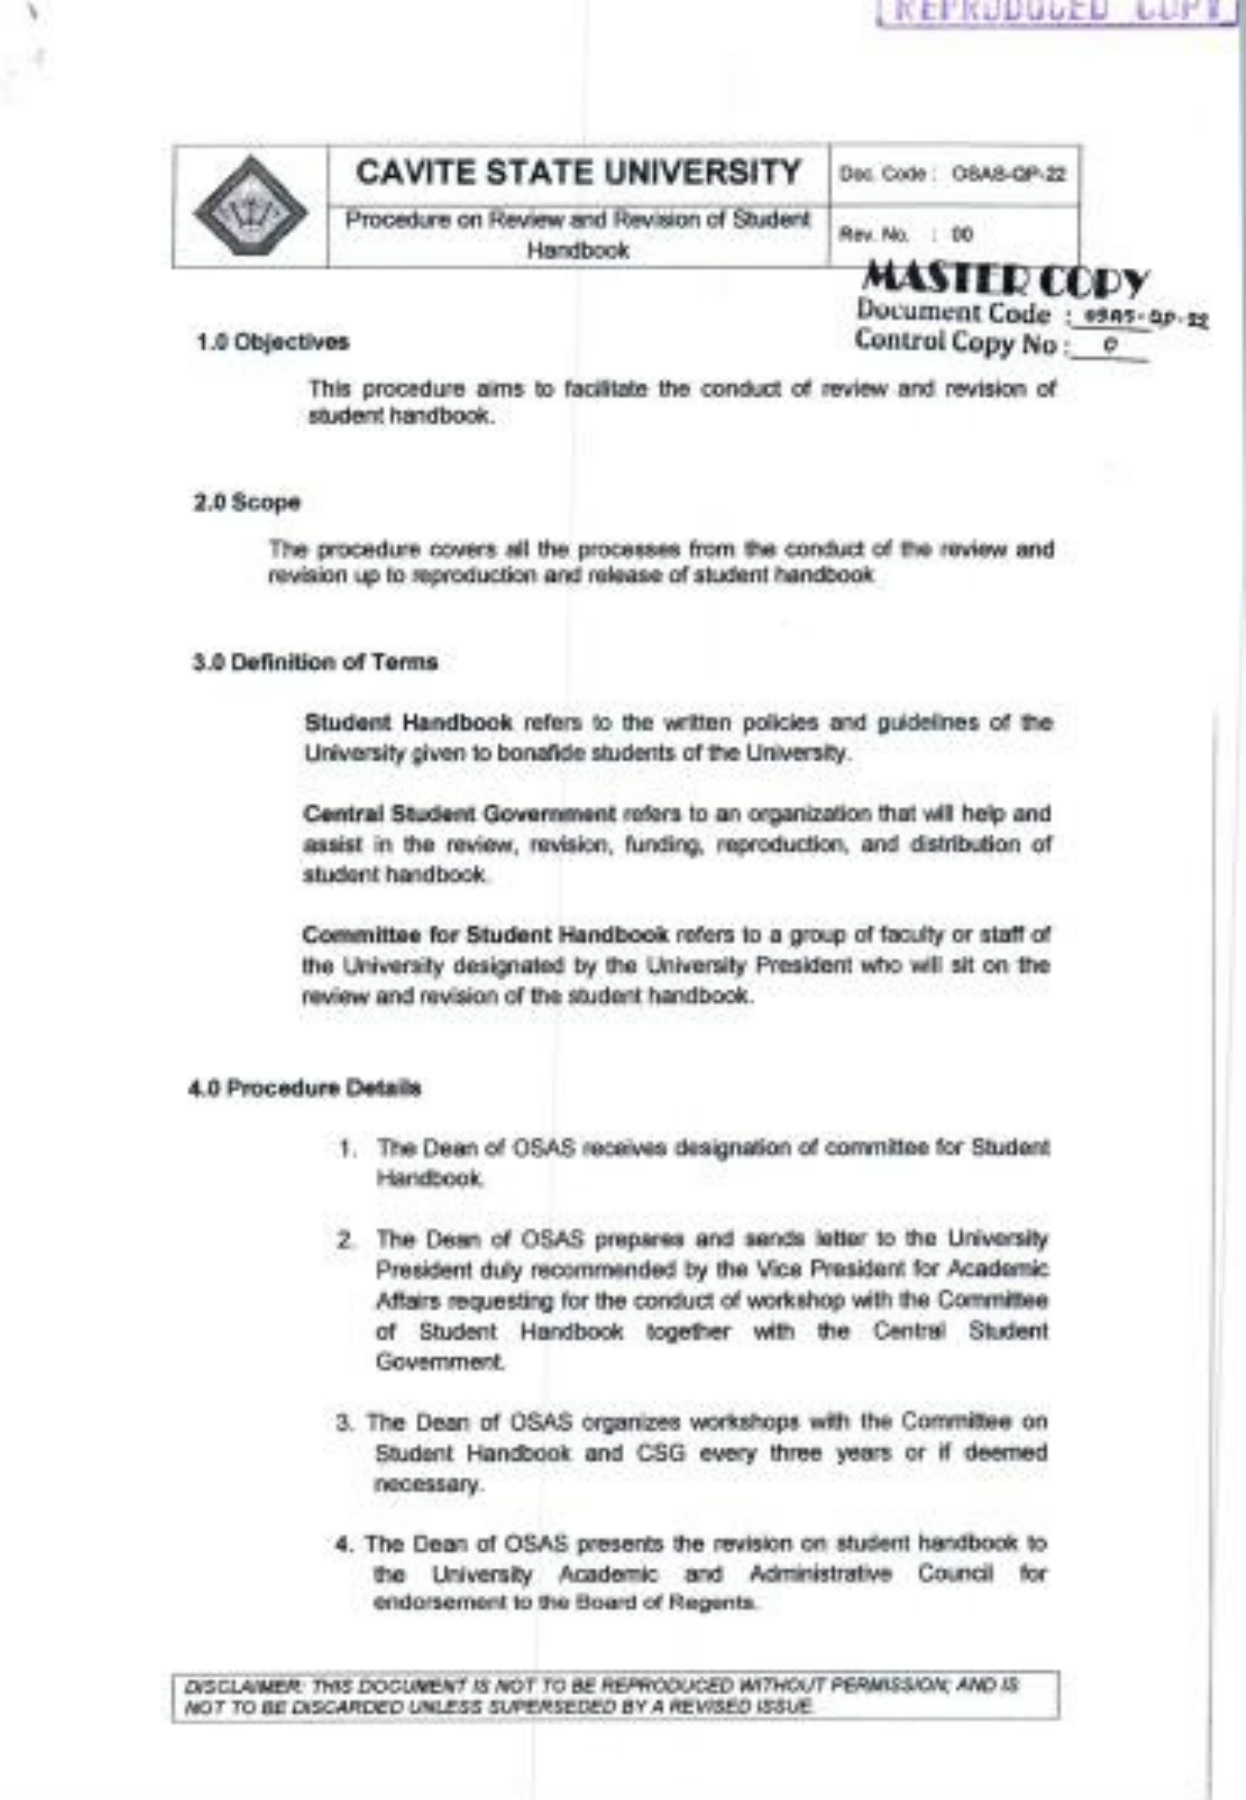 REPRODUCED COPY
CAVITE STATE UNIVERSITY
Procedure on Review and Revision of Student
Handbook
Doc. Code : OSAS-QP-22
Rev. No. : 00
MASTER COPY
Document Code : OSAS-QP-22
Control Copy No : 0
1.0 Objectives
This procedure aims to facilitate the conduct of review and revision of
student handbook.
2.0 Scope
The procedure covers all the processes from the conduct of the review and
revision up to reproduction and release of student handbook
3.0 Definition of Terms
Student Handbook refers to the written policies and guidelines of the
University given to bonafide students of the University.
Central Student Government refers to an organization that will help and
assist in the review, revision, funding, reproduction, and distribution of
student handbook.
Committee for Student Handbook refers to a group of faculty or staff of
the University designated by the University President who will sit on the
review and revision of the student handbook.
4.0 Procedure Details
1. The Dean of OSAS receives designation of committee for Student
Handbook.
2. The Dean of OSAS prepares and sends letter to the University
President duly recommended by the Vice President for Academic
Affairs requesting for the conduct of workshop with the Committee
of Student Handbook together with the Central Student
Government.
3. The Dean of OSAS organizes workshops with the Committee on
Student Handbook and CSG every three years or if deemed
necessary.
4. The Dean of OSAS presents the revision on student handbook to
the University Academic and Administrative Council for
endorsement to the Board of Regents.
DISCLAIMER: THIS DOCUMENT IS NOT TO BE REPRODUCED WITHOUT PERMISSION; AND IS
NOT TO BE DISCARDED UNLESS SUPERSEDED BY A REVISED ISSUE.